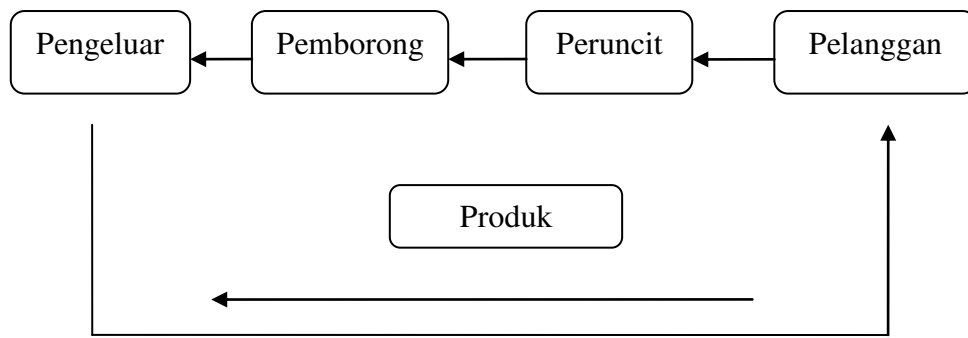 Pengeluar
Pemborong
Peruncit
Pelanggan
Produk